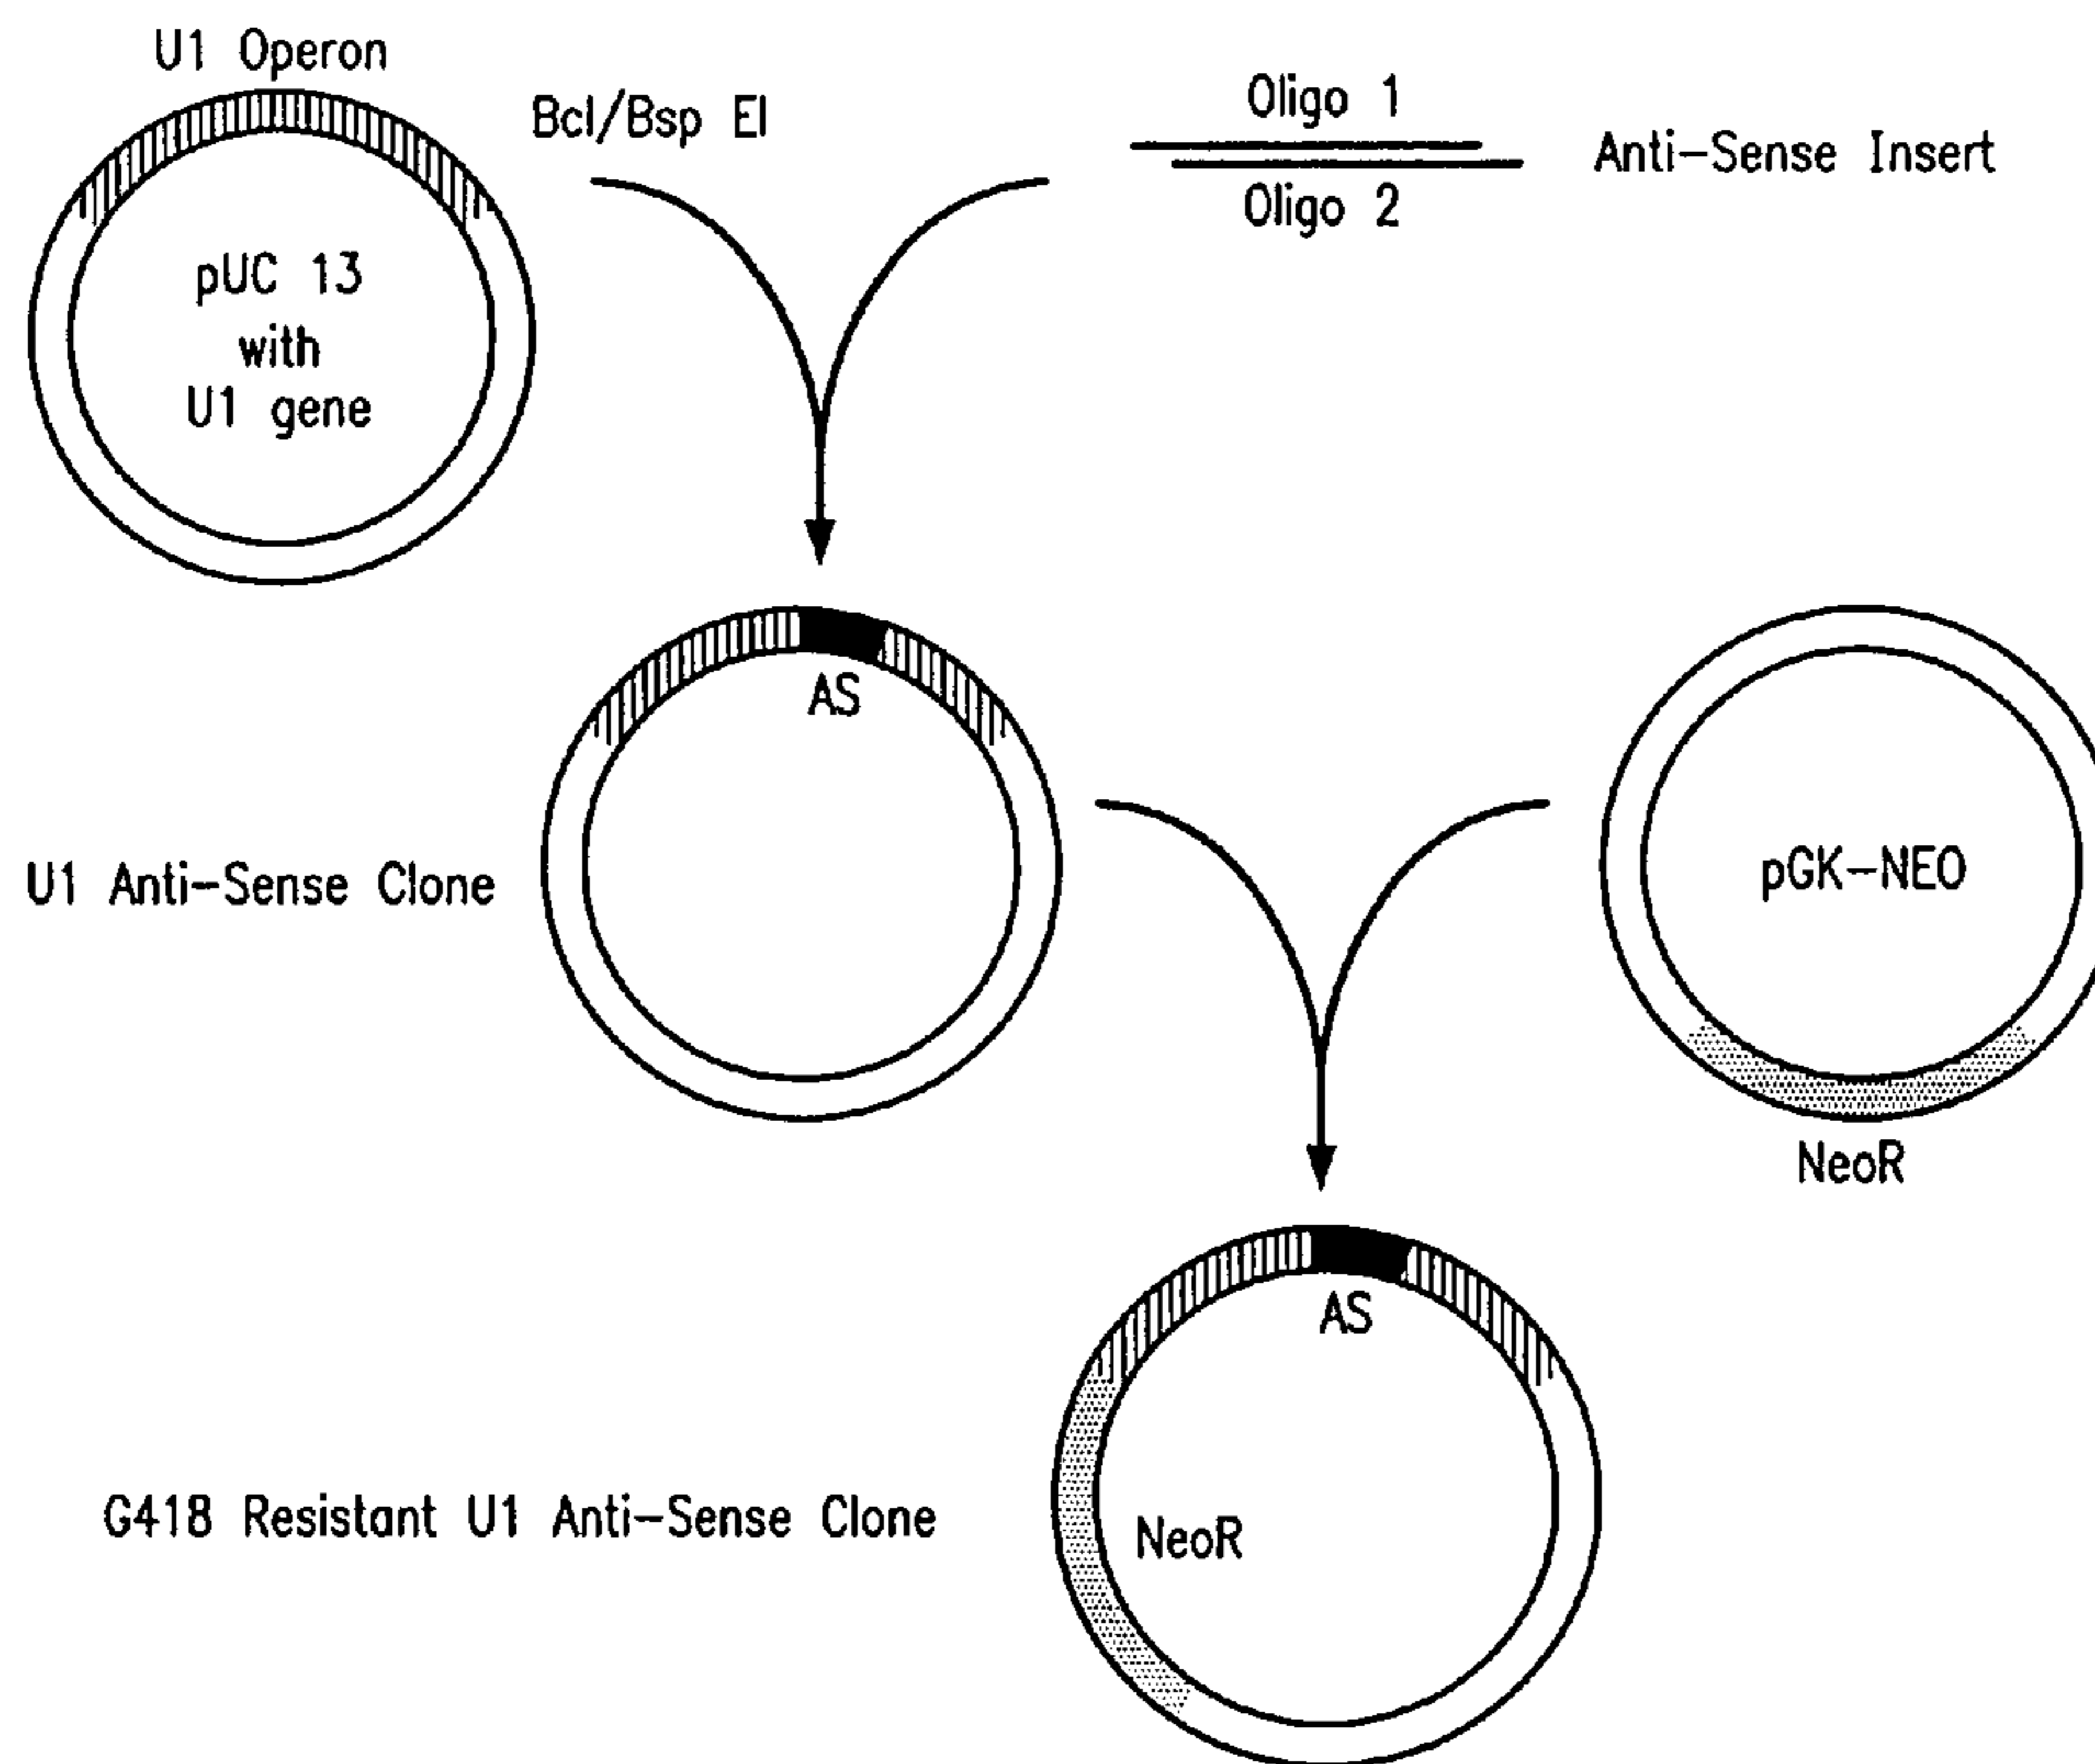 U1 Operon
Bcl/Bsp EI
Oligo 1
Anti-Sense Insert
Oligo 2
pUC 13
with
U1 gene
AS
U1 Anti-Sense Clone
pGK-NEO
NeoR
AS
G418 Resistant U1 Anti-Sense Clone
NeoR